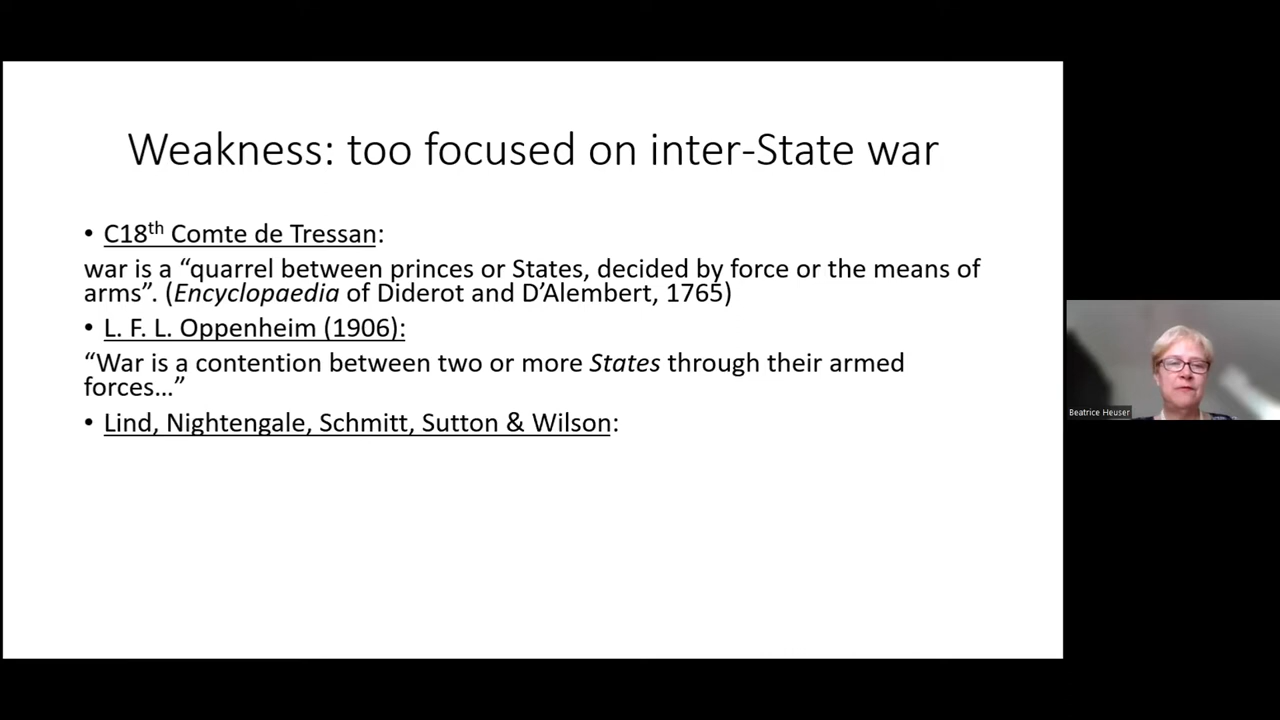 Weakness: too focused on inter-State war
• C18th Comte de Tressan:
war is a “quarrel between princes or States, decided by force or the means of
arms”. (Encyclopaedia of Diderot and D’Alembert, 1765)
• L. F. L. Oppenheim (1906):
“War is a contention between two or more States through their armed
forces…”
• Lind, Nightengale, Schmitt, Sutton & Wilson:
Beatrice Heuser